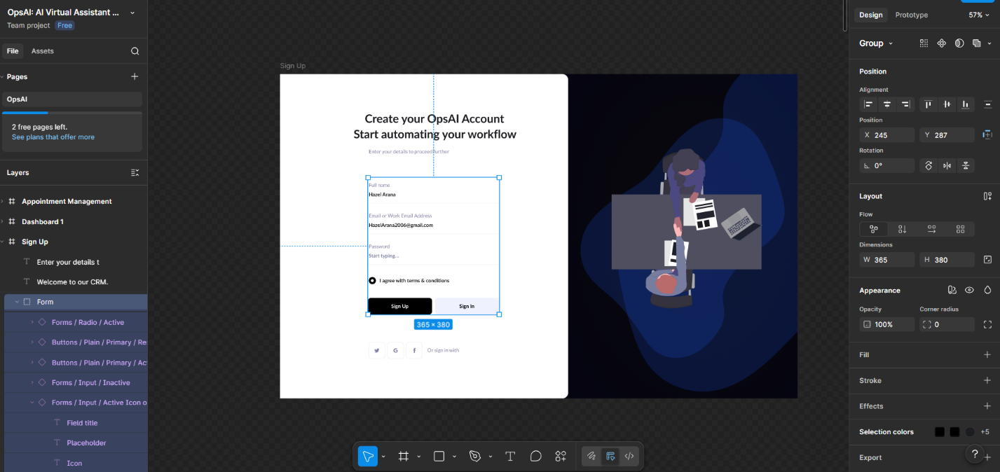 OpsAI: AI Virtual Assistant ...
Team project Free
File Assets
Pages
OpsAI
2 free pages left.
See plans that offer more
Layers
Appointment Management
Dashboard 1
Sign Up
Enter your details t
Welcome to our CRM.
Form
Forms / Radio / Active
Buttons / Plain / Primary / Re
Buttons / Plain / Primary / Ac
Forms / Input / Inactive
Forms / Input / Active Icon o
Field title
Placeholder
Icon
Sign Up
Create your OpsAI Account
Start automating your workflow
Enter your details to proceed further
Full name
Hazel Arana
Email or Work Email Address
HazelArana2006@gmail.com
Password
Start typing...
I agree with terms & conditions
Sign Up Sign In
365 × 380
G f Or sign in with
Design Prototype 57%
Group
Position
Alignment
Position
X 245 Y 287
Rotation
0°
Layout
Flow
Dimensions
W 365 H 380
Appearance
Opacity Corner radius
100% 0
Fill
Stroke
Effects
Selection colors +5
Export
?